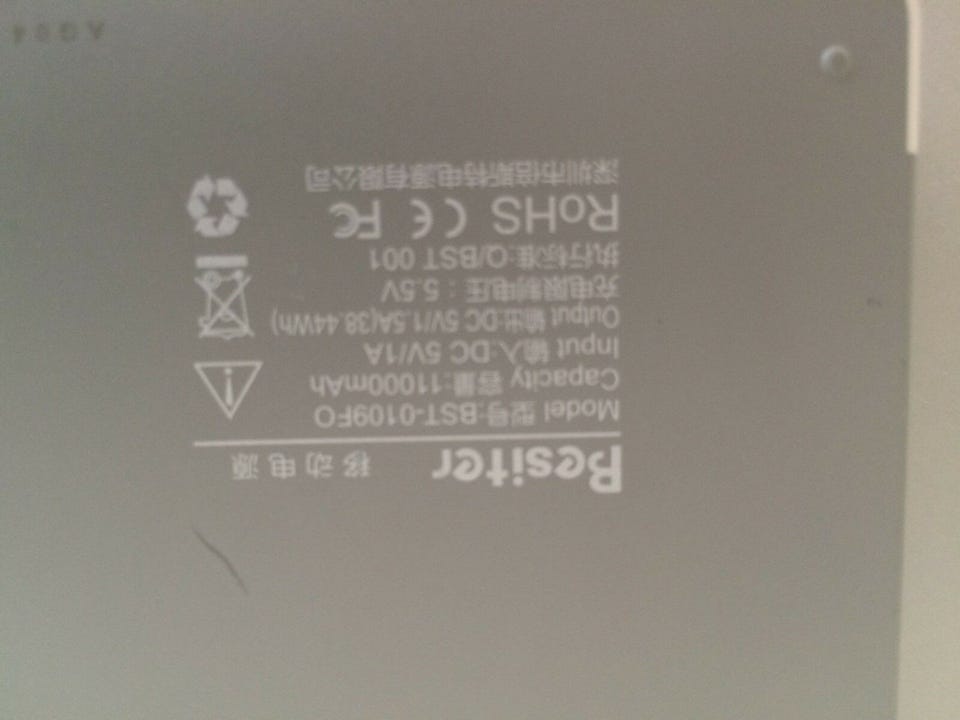 Besiter 移动电源
Model 型号:BST-0109FO
Capacity 容量:11000mAh
Input 输入:DC 5V/1A
Output 输出:DC 5V/1.5A(38.44Wh)
充电限制电压：5.5V
执行标准:Q/BST 001
RoHS CE FC
深圳市倍斯特电源有限公司